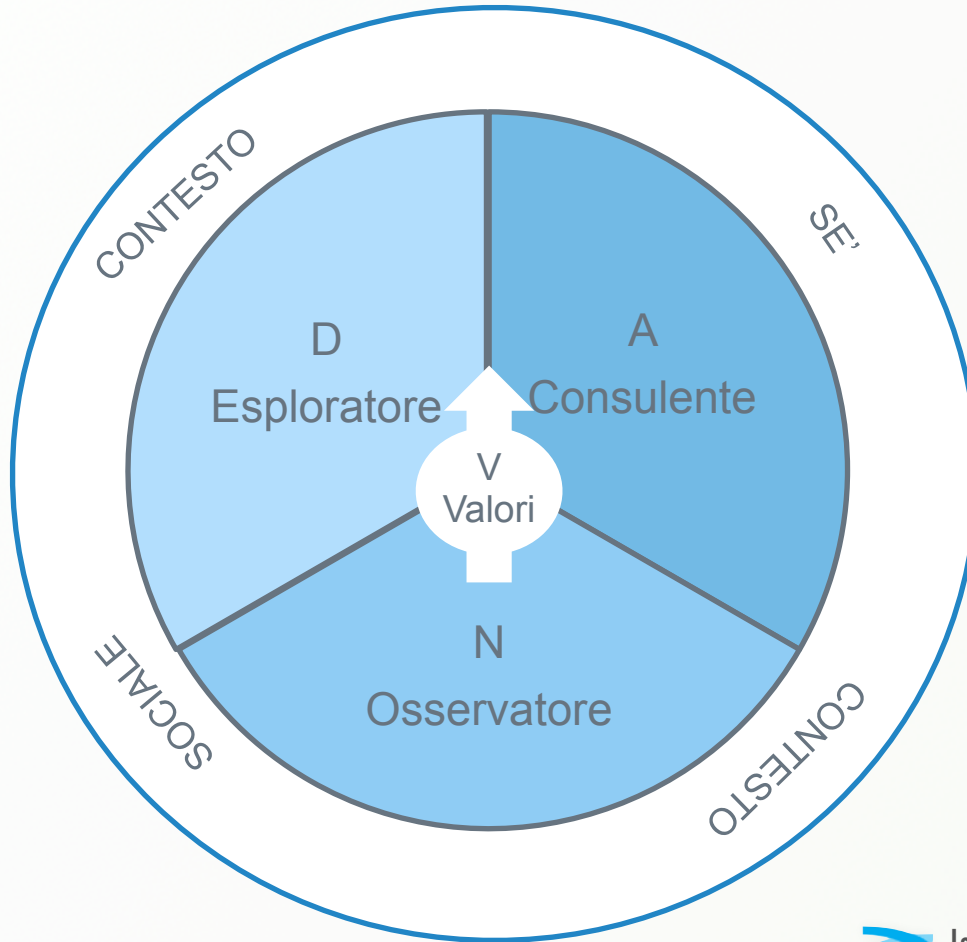 CONTESTO
SE'
D
Esploratore
A
Consulente
V
Valori
N
Osservatore
SOCIALE
CONTESTO